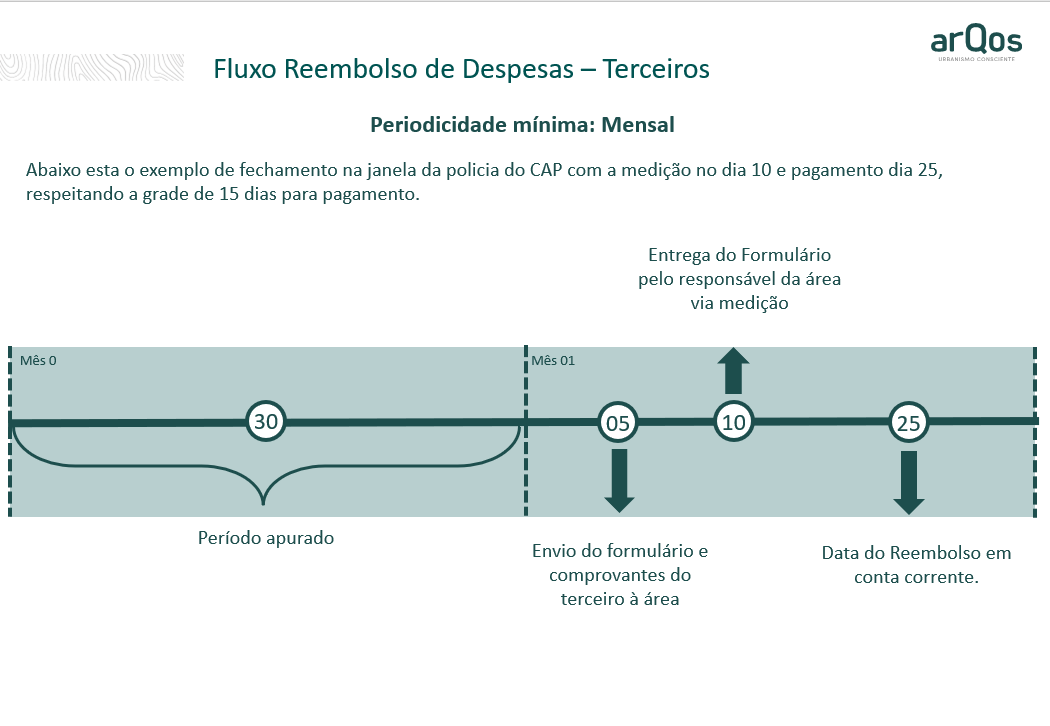 arQos
URBANISMO CONSCIENTE
Fluxo Reembolso de Despesas – Terceiros
Periodicidade mínima: Mensal
Abaixo esta o exemplo de fechamento na janela da policia do CAP com a medição no dia 10 e pagamento dia 25,
respeitando a grade de 15 dias para pagamento.
Entrega do Formulário
pelo responsável da área
via medição
Mês 0
Mês 01
30
05
10
25
Período apurado
Envio do formulário e
comprovantes do
terceiro à área
Data do Reembolso em
conta corrente.